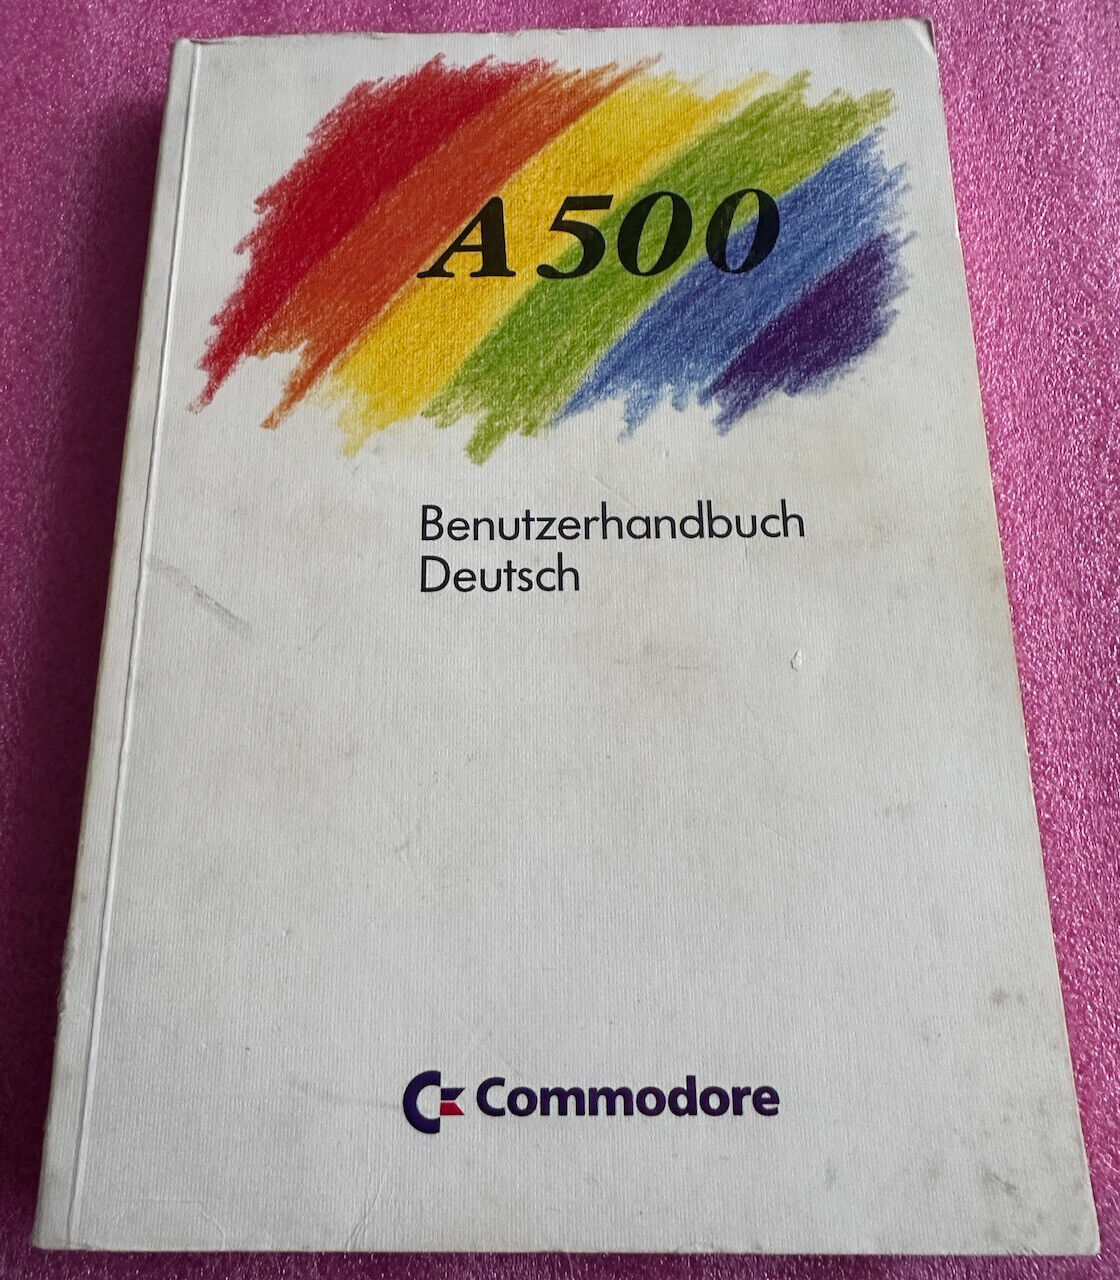 A500
Benutzerhandbuch
Deutsch
Commodore